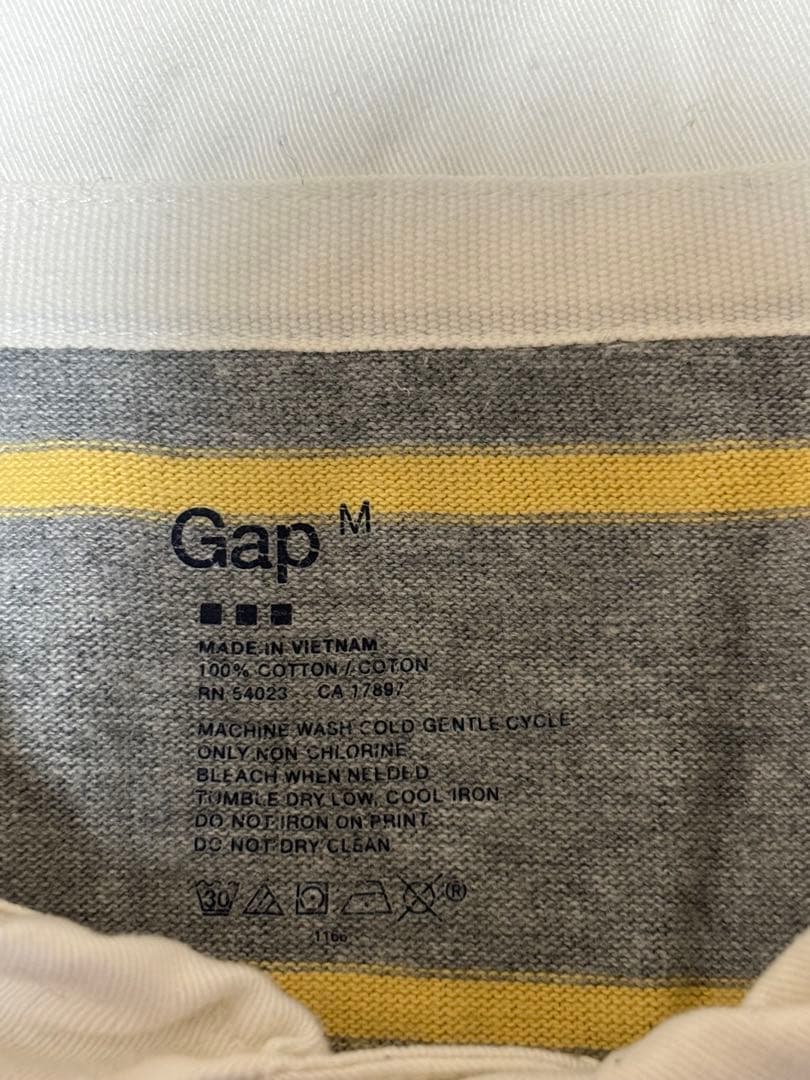 Gap M
MADE IN VIETNAM
100% COTTON / COTON
RN 54023 CA 17897
MACHINE WASH COLD GENTLE CYCLE
ONLY NON CHLORINE
BLEACH WHEN NEEDED
TUMBLE DRY LOW, COOL IRON
DO NOT IRON ON PRINT
DO NOT DRY CLEAN
30 ®